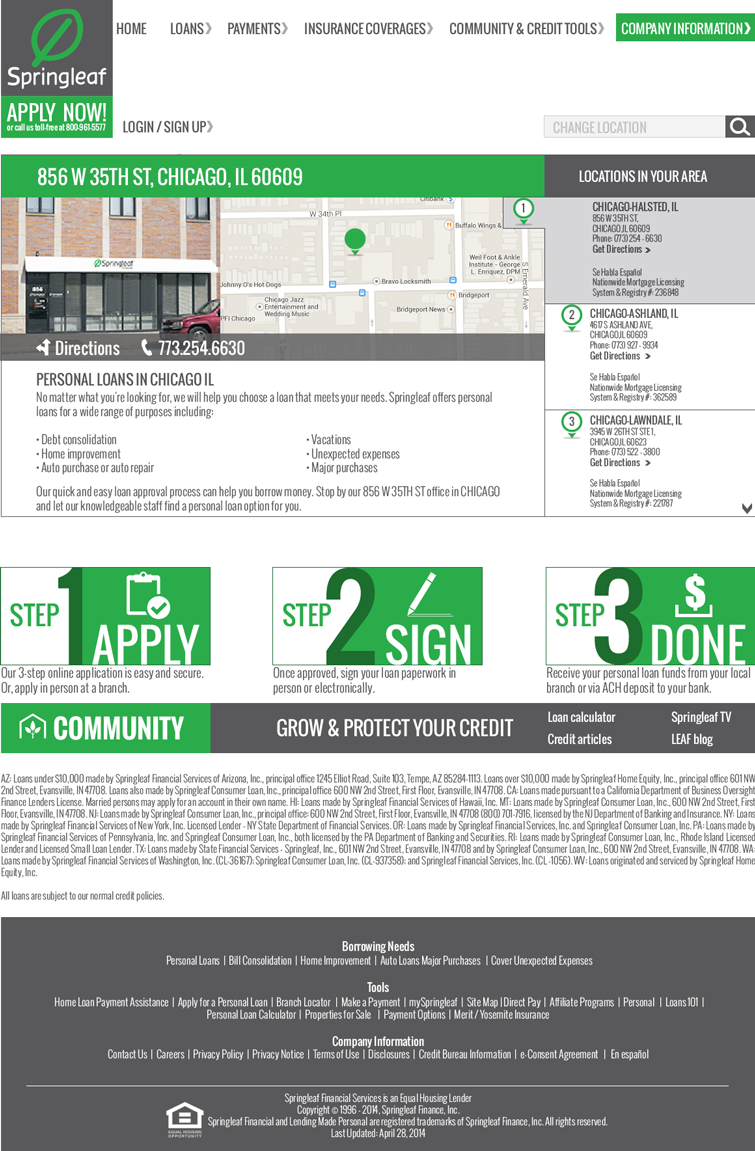 Springleaf
APPLY NOW!
or call us toll-free at 800-961-5577
HOME
LOANS
PAYMENTS
INSURANCE COVERAGES
COMMUNITY & CREDIT TOOLS
COMPANY INFORMATION
LOGIN / SIGN UP
CHANGE LOCATION
856 W 35TH ST, CHICAGO, IL 60609
Springleaf
856
W 34th Pl
Citibank
Buffalo Wings &
Weil Foot & Ankle
Institute - George
L. Enriquez, DPM
S Emerald Ave
Johnny O's Hot Dogs
Bravo Locksmith
Chicago Jazz
Entertainment and
Wedding Music
Bridgeport
Bridgeport News
PFI Chicago
Directions
773.254.6630
PERSONAL LOANS IN CHICAGO IL
No matter what you're looking for, we will help you choose a loan that meets your needs. Springleaf offers personal
loans for a wide range of purposes including:
• Debt consolidation
• Home improvement
• Auto purchase or auto repair
• Vacations
• Unexpected expenses
• Major purchases
Our quick and easy loan approval process can help you borrow money. Stop by our 856 W 35TH ST office in CHICAGO
and let our knowledgeable staff find a personal loan option for you.
LOCATIONS IN YOUR AREA
1
CHICAGO-HALSTED, IL
856 W 35TH ST,
CHICAGO,IL 60609
Phone: (773) 254 - 6630
Get Directions >
Se Habla Español
Nationwide Mortgage Licensing
System & Registry #: 236848
2
CHICAGO-ASHLAND, IL
4617 S ASHLAND AVE,
CHICAGO,IL 60609
Phone: (773) 927 - 9934
Get Directions >
Se Habla Español
Nationwide Mortgage Licensing
System & Registry #: 362589
3
CHICAGO-LAWNDALE, IL
3945 W 26TH ST STE 1,
CHICAGO,IL 60623
Phone: (773) 522 - 3800
Get Directions >
Se Habla Español
Nationwide Mortgage Licensing
System & Registry #: 221787
STEP 1 APPLY
Our 3-step online application is easy and secure.
Or, apply in person at a branch.
STEP 2 SIGN
Once approved, sign your loan paperwork in
person or electronically.
STEP 3 DONE
Receive your personal loan funds from your local
branch or via ACH deposit to your bank.
COMMUNITY
GROW & PROTECT YOUR CREDIT
Loan calculator
Springleaf TV
Credit articles
LEAF blog
AZ: Loans under $10,000 made by Springleaf Financial Services of Arizona, Inc., principal office 1245 Elliot Road, Suite 103, Tempe, AZ 85284-1113. Loans over $10,000 made by Springleaf Home Equity, Inc., principal office 601 NW
2nd Street, Evansville, IN 47708. Loans also made by Springleaf Consumer Loan, Inc., principal office 600 NW 2nd Street, First Floor, Evansville, IN 47708. CA: Loans made pursuant to a California Department of Business Oversight
Finance Lenders License. Married persons may apply for an account in their own name. HI: Loans made by Springleaf Financial Services of Hawaii, Inc. MT: Loans made by Springleaf Consumer Loan, Inc., 600 NW 2nd Street, First
Floor, Evansville, IN 47708. NJ: Loans made by Springleaf Consumer Loan, Inc., principal office: 600 NW 2nd Street, First Floor, Evansville, IN 47708 (800) 701-7916, licensed by the NJ Department of Banking and Insurance. NY: Loans
made by Springleaf Financial Services of New York, Inc. Licensed Lender - NY State Department of Financial Services. OR: Loans made by Springleaf Financial Services, Inc. and Springleaf Consumer Loan, Inc. PA: Loans made by
Springleaf Financial Services of Pennsylvania, Inc. and Springleaf Consumer Loan, Inc., both licensed by the PA Department of Banking and Securities. RI: Loans made by Springleaf Consumer Loan, Inc., Rhode Island Licensed
Lender and Licensed Small Loan Lender. TX: Loans made by State Financial Services - Springleaf, Inc., 601 NW 2nd Street, Evansville, IN 47708 and by Springleaf Consumer Loan, Inc., 600 NW 2nd Street, Evansville, IN 47708. WA:
Loans made by Springleaf Financial Services of Washington, Inc. (CL-36167); Springleaf Consumer Loan, Inc. (CL-937358); and Springleaf Financial Services, Inc. (CL -1056). WV: Loans originated and serviced by Springleaf Home
Equity, Inc.
All loans are subject to our normal credit policies.
Borrowing Needs
Personal Loans | Bill Consolidation | Home Improvement | Auto Loans Major Purchases | Cover Unexpected Expenses
Tools
Home Loan Payment Assistance | Apply for a Personal Loan | Branch Locator | Make a Payment | mySpringleaf | Site Map | Direct Pay | Affiliate Programs | Personal | Loans 101 |
Personal Loan Calculator | Properties for Sale | Payment Options | Merit / Yosemite Insurance
Company Information
Contact Us | Careers | Privacy Policy | Privacy Notice | Terms of Use | Disclosures | Credit Bureau Information | e-Consent Agreement | En español
Springleaf Financial Services is an Equal Housing Lender
Copyright © 1996 - 2014, Springleaf Finance, Inc.
Springleaf Financial and Lending Made Personal are registered trademarks of Springleaf Finance, Inc. All rights reserved.
Last Updated: April 28, 2014
EQUAL HOUSING
OPPORTUNITY